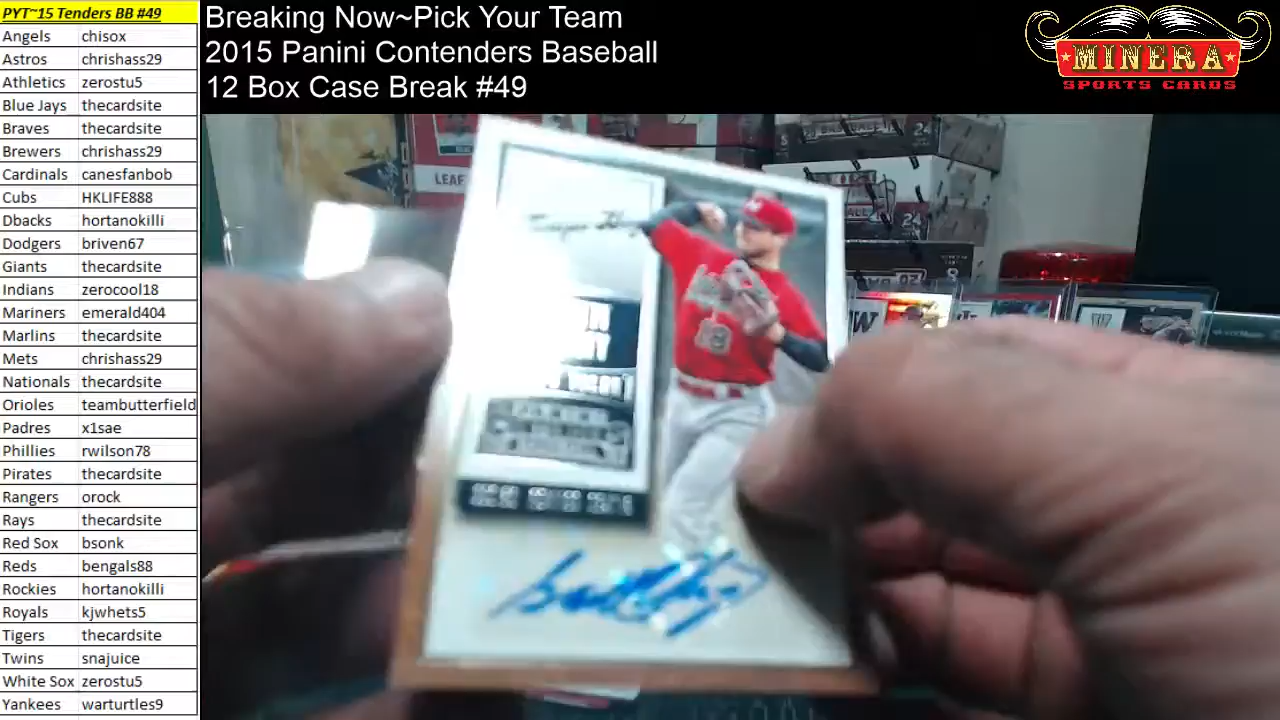 PYT~15 Tenders BB #49
Angels chisox
Astros chrishass29
Athletics zerostu5
Blue Jays thecardsite
Braves thecardsite
Brewers chrishass29
Cardinals canesfanbob
Cubs HKLIFE888
Dbacks hortanokilli
Dodgers briven67
Giants thecardsite
Indians zerocool18
Mariners emerald404
Marlins thecardsite
Mets chrishass29
Nationals thecardsite
Orioles teambutterfield
Padres x1sae
Phillies rwilson78
Pirates thecardsite
Rangers orock
Rays thecardsite
Red Sox bsonk
Reds bengals88
Rockies hortanokilli
Royals kjwhets5
Tigers thecardsite
Twins snajuice
White Sox zerostu5
Yankees warturtles9
Breaking Now~Pick Your Team
2015 Panini Contenders Baseball
12 Box Case Break #49
MINERA
SPORTS CARDS
LEAF
24
24